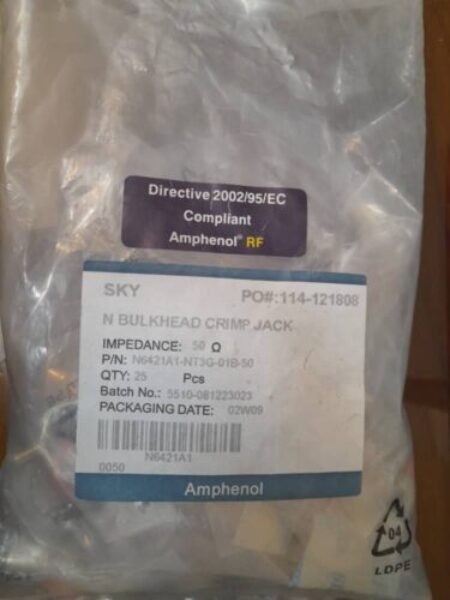 Directive 2002/95/EC
Compliant
Amphenol® RF
SKY PO#:114-121808
N BULKHEAD CRIMP JACK
IMPEDANCE: 50 Ω
P/N: N6421A1-NT3G-01B-50
QTY: 25 Pcs
Batch No.: 5510-081223023
PACKAGING DATE: 02W09
N6421A1
0050
Amphenol
04
LDPE